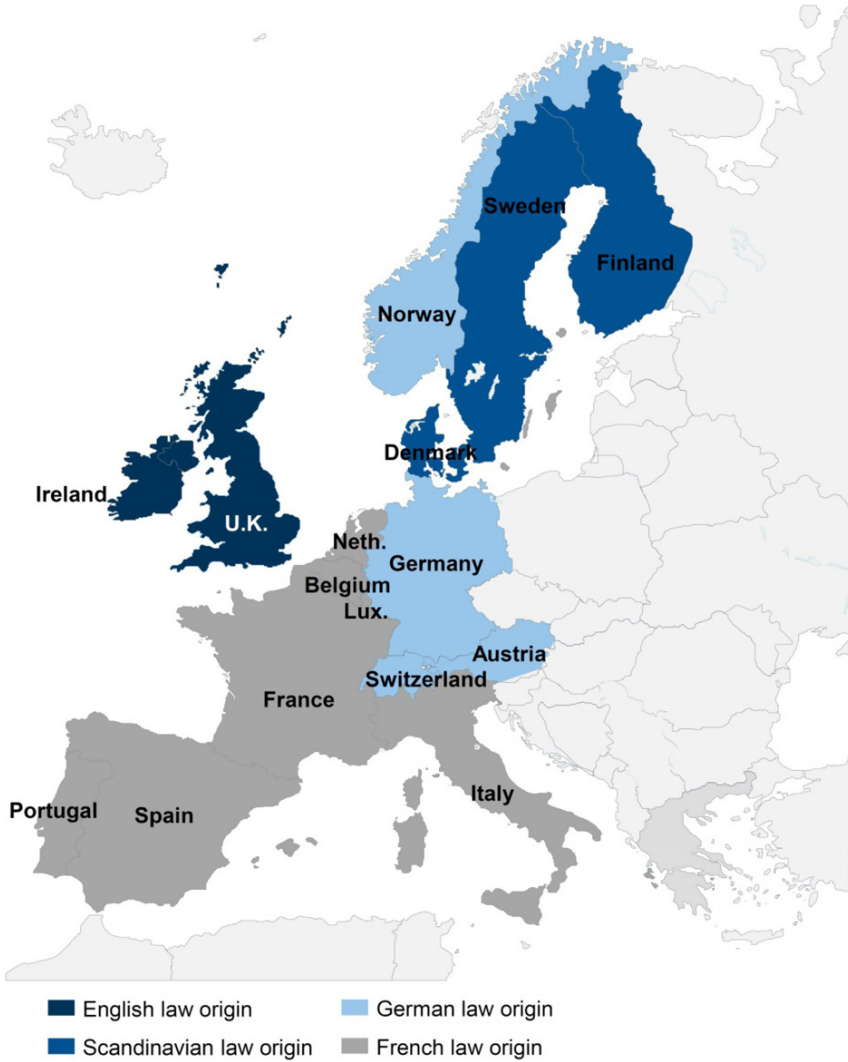 Sweden
Finland
Norway
Denmark
Ireland
U.K.
Neth.
Germany
Belgium
Lux.
Austria
Switzerland
France
Italy
Portugal
Spain
English law origin
German law origin
Scandinavian law origin
French law origin